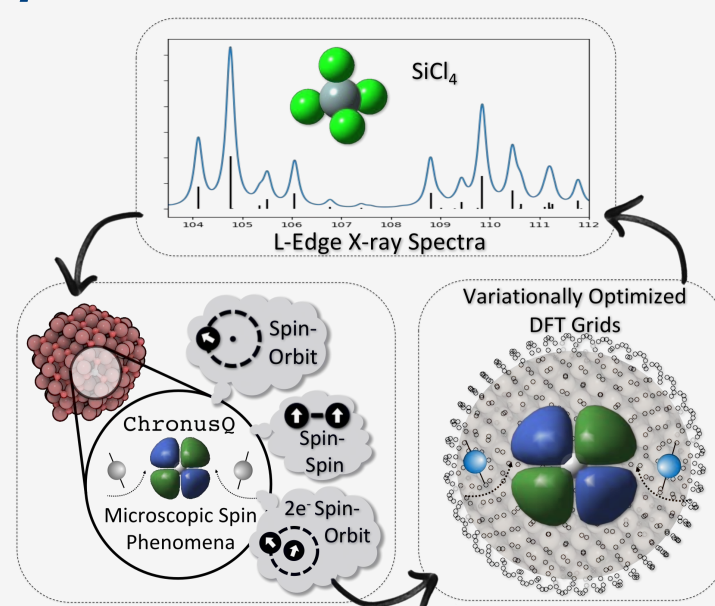 SiCl4
104 105 106 107 108 109 110 111 112
L-Edge X-ray Spectra
Spin-
Orbit
ChronusQ
Spin-
Spin
Microscopic Spin
Phenomena
2e- Spin-
Orbit
Variationally Optimized
DFT Grids